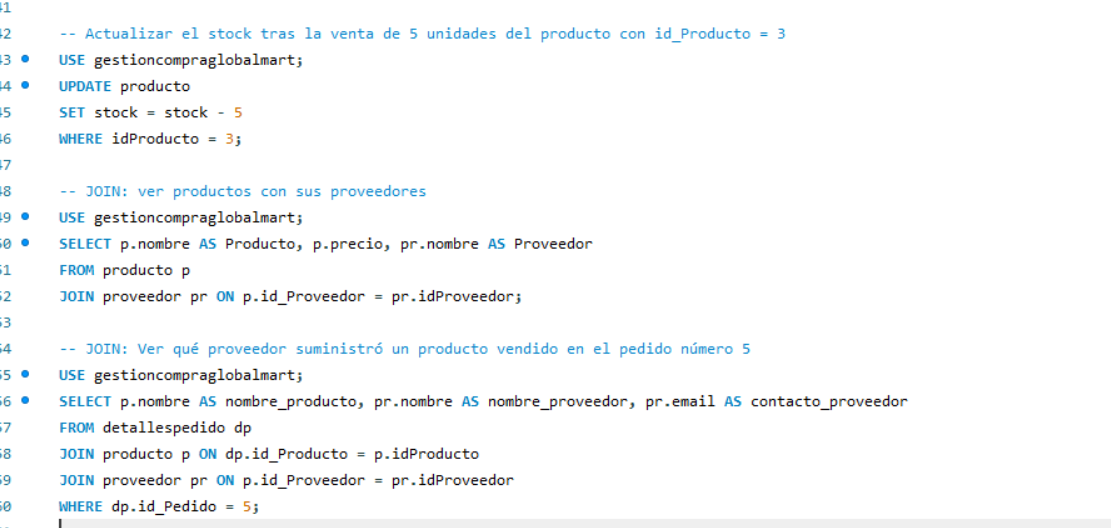 41
42 -- Actualizar el stock tras la venta de 5 unidades del producto con id_Producto = 3
43 USE gestioncompraglobalmart;
44 UPDATE producto
45 SET stock = stock - 5
46 WHERE idProducto = 3;
47
48 -- JOIN: ver productos con sus proveedores
49 USE gestioncompraglobalmart;
50 SELECT p.nombre AS Producto, p.precio, pr.nombre AS Proveedor
51 FROM producto p
52 JOIN proveedor pr ON p.id_Proveedor = pr.idProveedor;
53
54 -- JOIN: Ver qué proveedor suministró un producto vendido en el pedido número 5
55 USE gestioncompraglobalmart;
56 SELECT p.nombre AS nombre_producto, pr.nombre AS nombre_proveedor, pr.email AS contacto_proveedor
57 FROM detallespedido dp
58 JOIN producto p ON dp.id_Producto = p.idProducto
59 JOIN proveedor pr ON p.id_Proveedor = pr.idProveedor
60 WHERE dp.id_Pedido = 5;